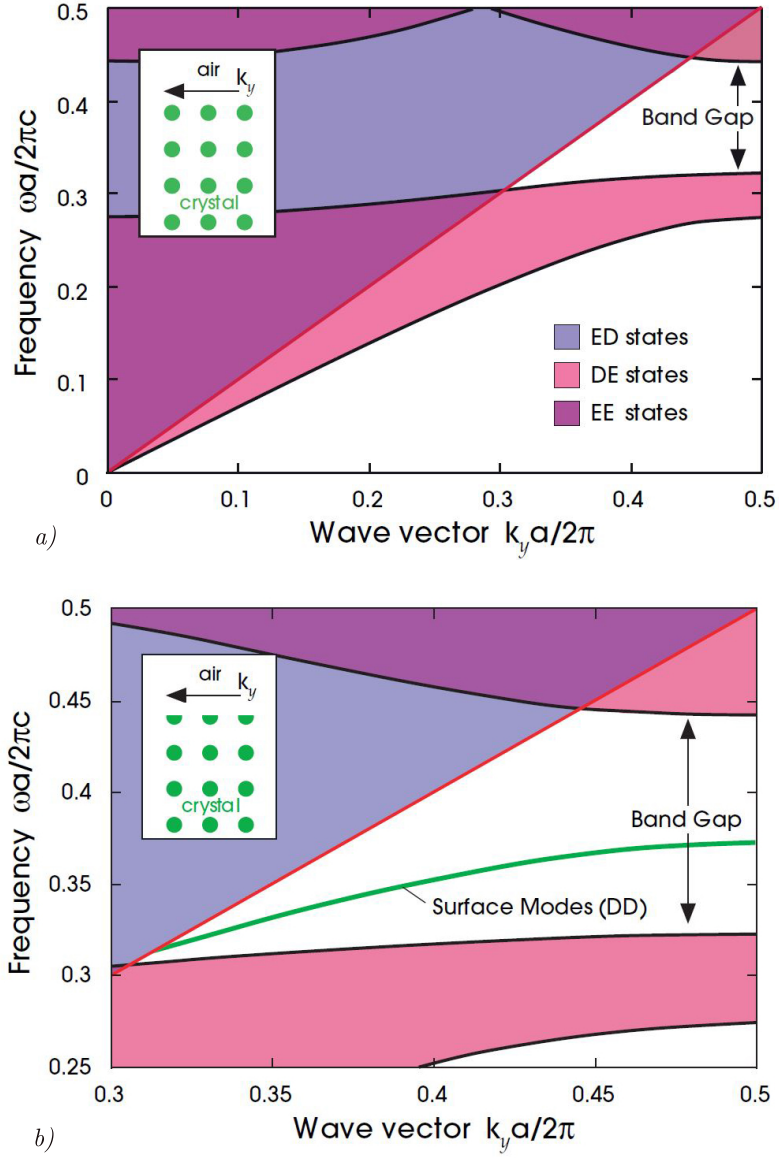 0.5
0.4
0.3
0.2
0.1
0
Frequency ωa/2πc
air
k_y
crystal
Band Gap
ED states
DE states
EE states
0 0.1 0.2 0.3 0.4 0.5
Wave vector k_y a/2π
a)
0.5
0.45
0.4
0.35
0.3
0.25
Frequency ωa/2πc
air
k_y
crystal
Band Gap
Surface Modes (DD)
0.3 0.35 0.4 0.45 0.5
Wave vector k_y a/2π
b)